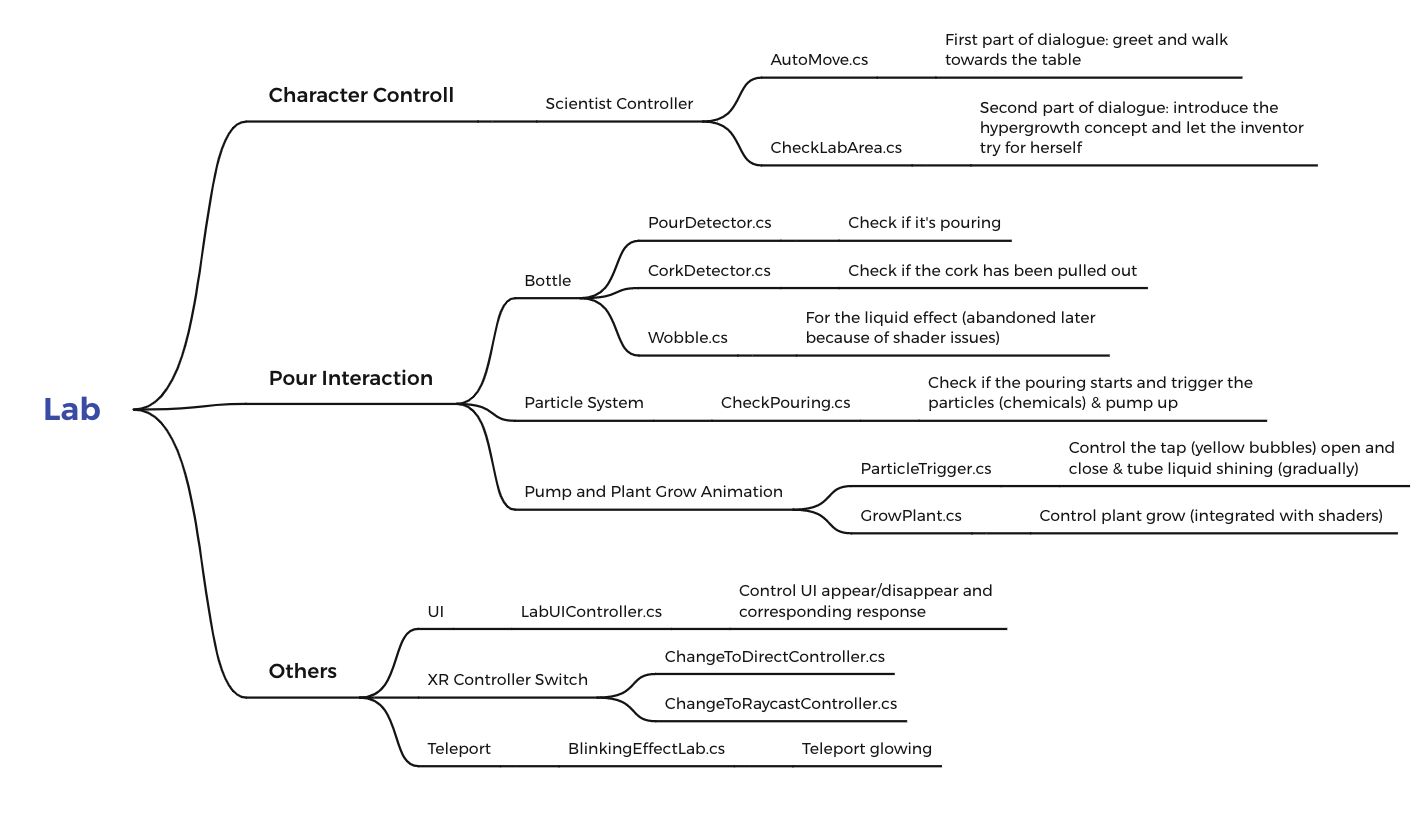 Lab
Character Controll
Scientist Controller
AutoMove.cs
First part of dialogue: greet and walk
towards the table
CheckLabArea.cs
Second part of dialogue: introduce the
hypergrowth concept and let the inventor
try for herself
Pour Interaction
Bottle
PourDetector.cs
Check if it's pouring
CorkDetector.cs
Check if the cork has been pulled out
Wobble.cs
For the liquid effect (abandoned later
because of shader issues)
Particle System
CheckPouring.cs
Check if the pouring starts and trigger the
particles (chemicals) & pump up
Pump and Plant Grow Animation
ParticleTrigger.cs
Control the tap (yellow bubbles) open and
close & tube liquid shining (gradually)
GrowPlant.cs
Control plant grow (integrated with shaders)
Others
UI
LabUIController.cs
Control UI appear/disappear and
corresponding response
XR Controller Switch
ChangeToDirectController.cs
ChangeToRaycastController.cs
Teleport
BlinkingEffectLab.cs
Teleport glowing